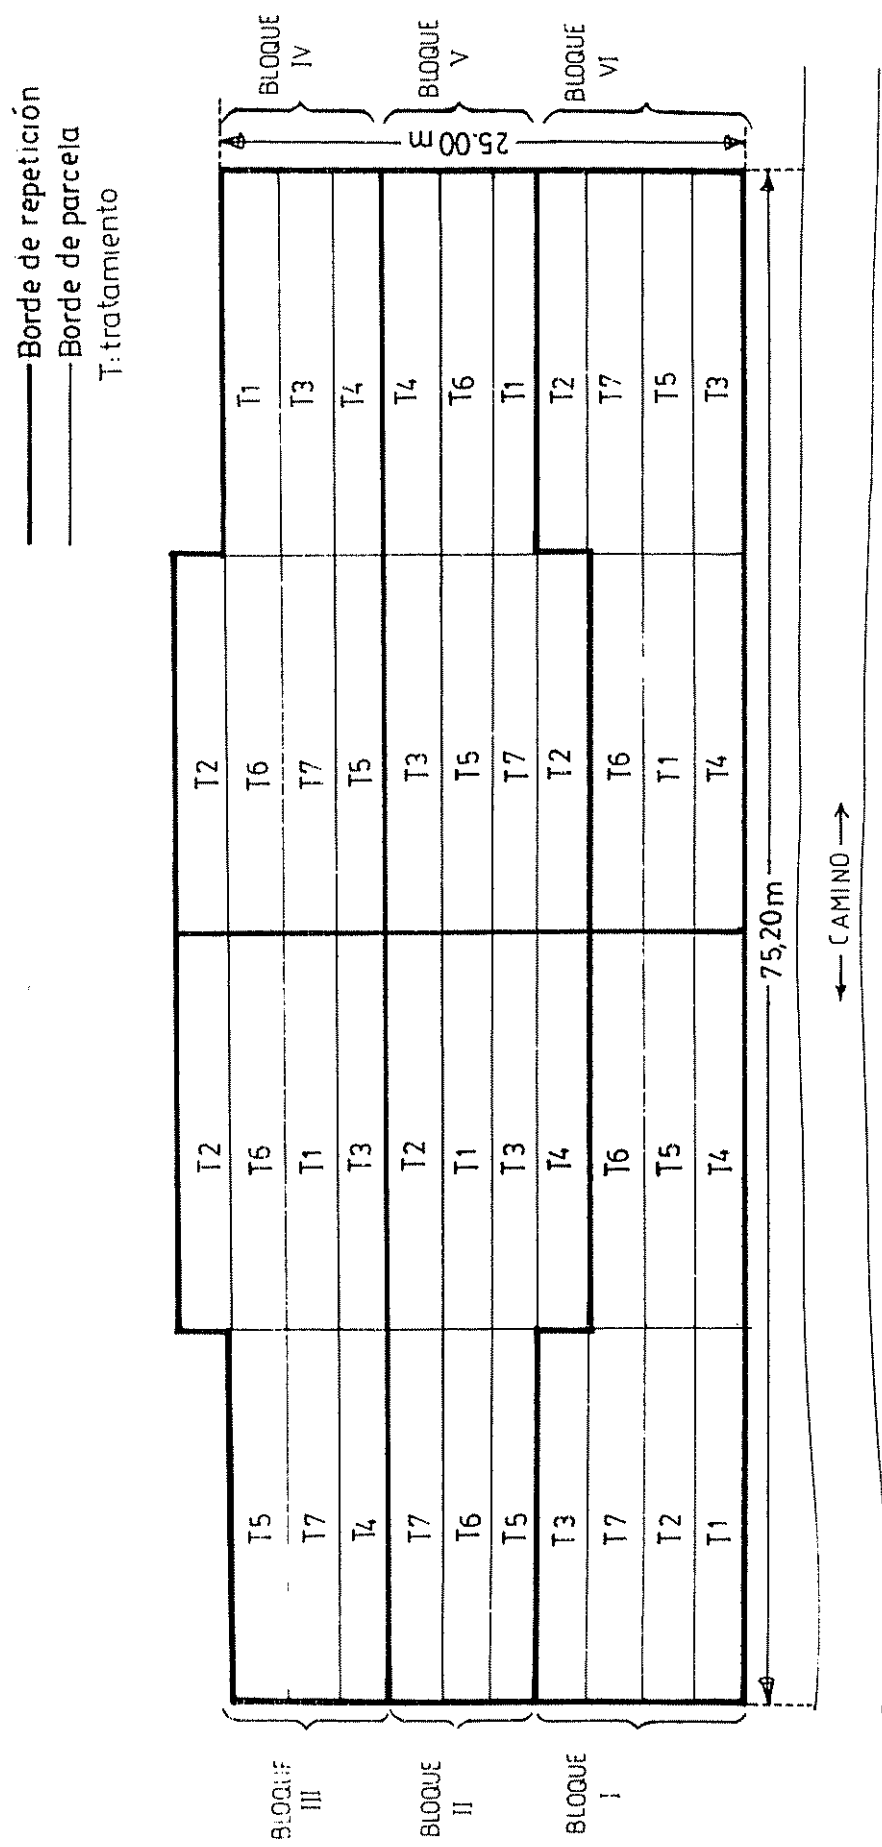 Borde de repetición
Borde de parcela
T: tratamiento
BLOQUE III
BLOQUE II
BLOQUE I
BLOQUE IV
BLOQUE V
BLOQUE VI
25.00 m
75,20 m
T2 T2
T5 T6 T6 T1
T7 T1 T7 T3
T4 T3 T5 T4
T7 T2 T3 T4
T6 T1 T5 T6
T5 T3 T7 T1
T3 T4 T2 T2
T7 T6 T6 T7
T2 T5 T1 T5
T1 T4 T4 T3
← CAMINO →